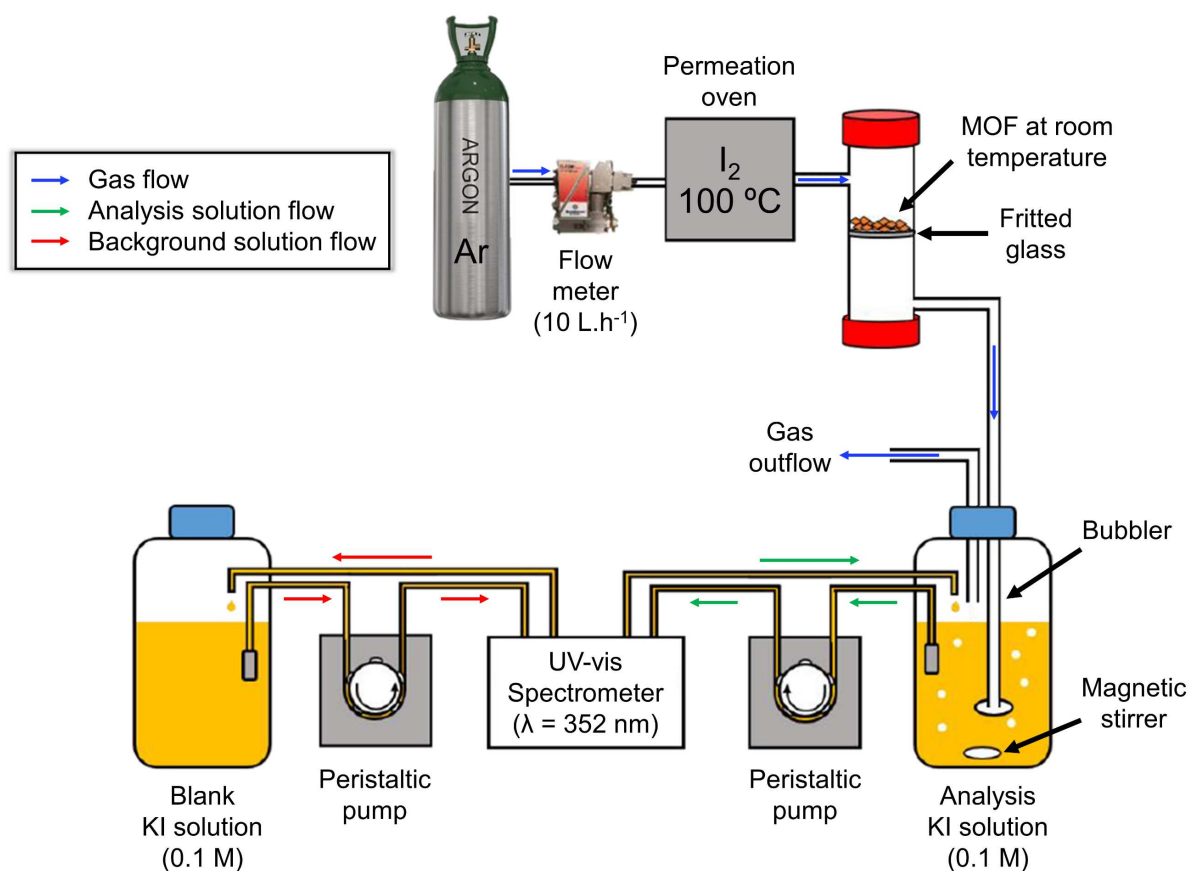 Permeation
oven
ARGON
Ar
I₂
100 ºC
MOF at room
temperature
Fritted
glass
Gas flow
Analysis solution flow
Background solution flow
Flow
meter
(10 L.h⁻¹)
Gas
outflow
Bubbler
UV-vis
Spectrometer
(λ = 352 nm)
Magnetic
stirrer
Peristaltic
pump
Peristaltic
pump
Blank
KI solution
(0.1 M)
Analysis
KI solution
(0.1 M)